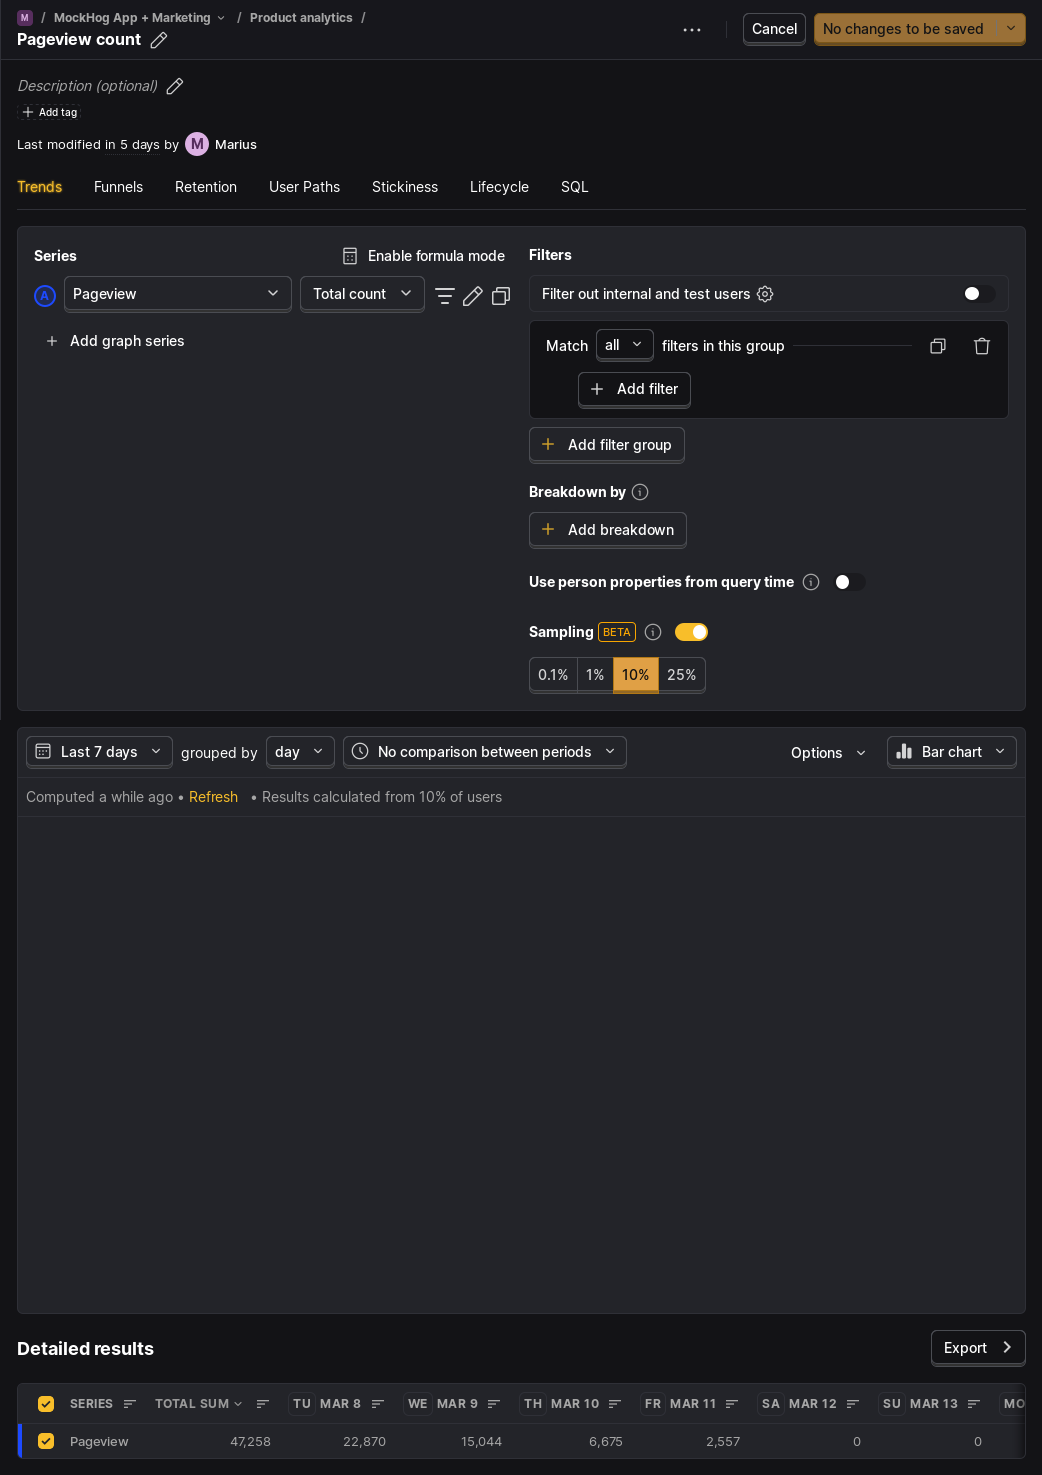 M / MockHog App + Marketing / Product analytics /
Pageview count
Cancel
No changes to be saved
Description (optional)
Add tag
Last modified in 5 days by M Marius
Trends Funnels Retention User Paths Stickiness Lifecycle SQL
Series
Enable formula mode
A Pageview Total count
Add graph series
Filters
Filter out internal and test users
Match all filters in this group
Add filter
Add filter group
Breakdown by
Add breakdown
Use person properties from query time
Sampling BETA
0.1% 1% 10% 25%
Last 7 days grouped by day No comparison between periods Options Bar chart
Computed a while ago • Refresh • Results calculated from 10% of users
Detailed results
Export
SERIES TOTAL SUM TU MAR 8 WE MAR 9 TH MAR 10 FR MAR 11 SA MAR 12 SU MAR 13 MO
Pageview 47,258 22,870 15,044 6,675 2,557 0 0